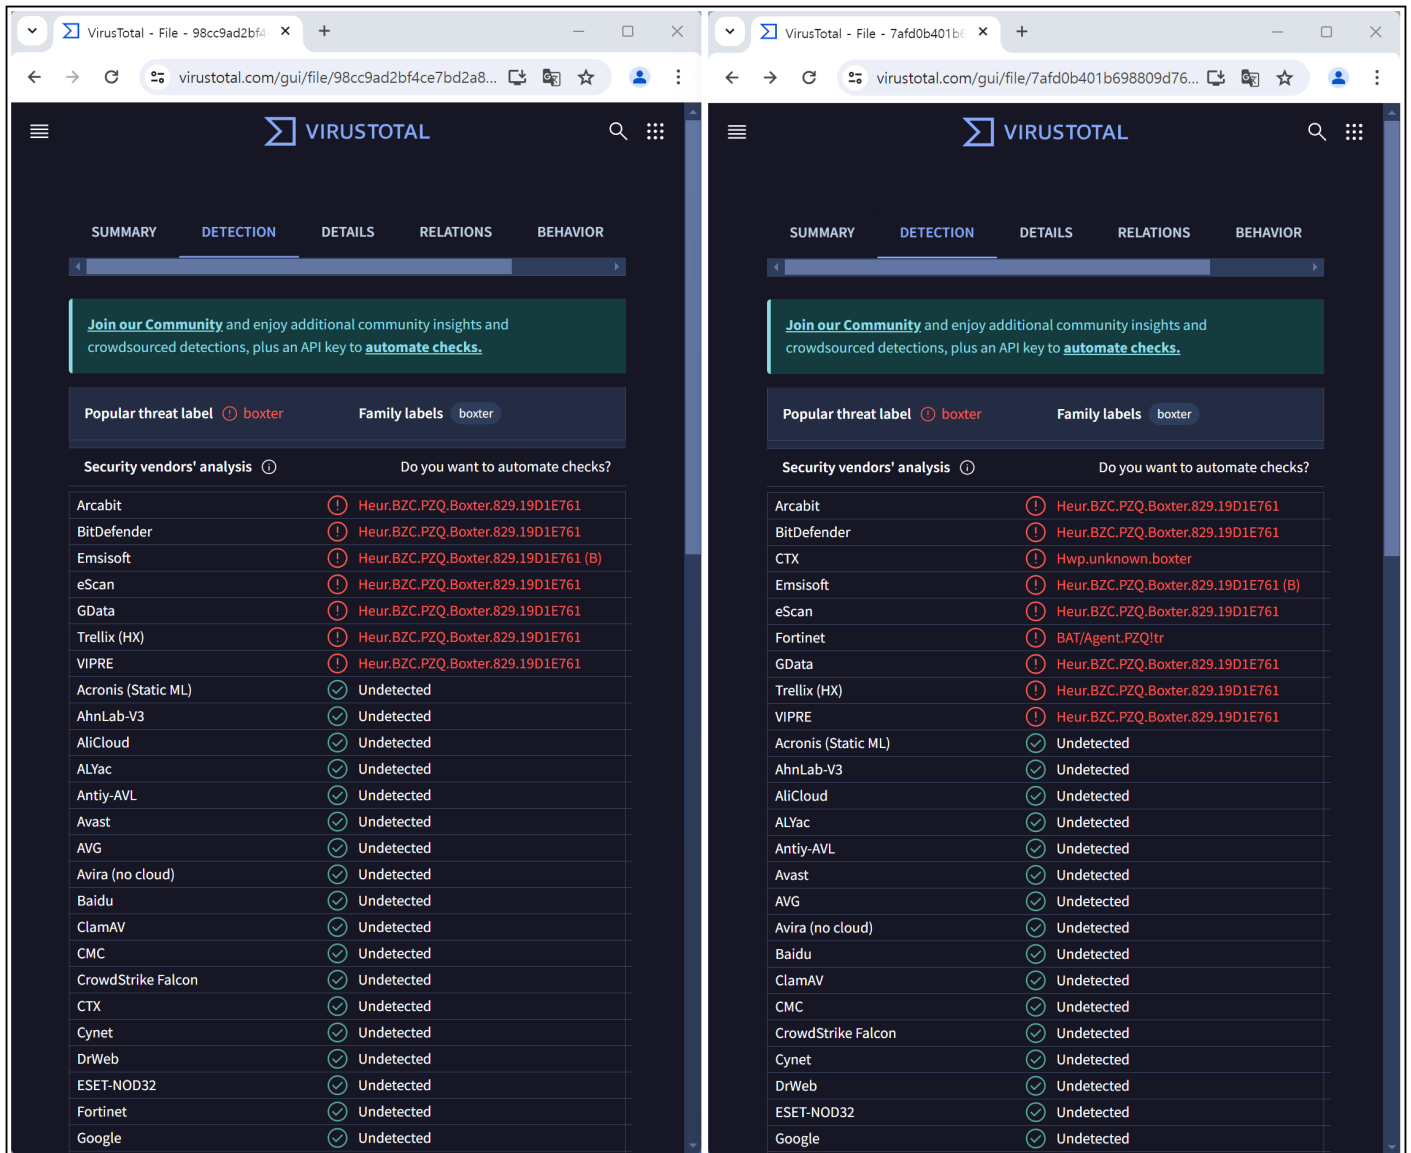 VirusTotal - File - 98cc9ad2bf4
virustotal.com/gui/file/98cc9ad2bf4ce7bd2a8...
VIRUSTOTAL
SUMMARY DETECTION DETAILS RELATIONS BEHAVIOR
Join our Community and enjoy additional community insights and
crowdsourced detections, plus an API key to automate checks.
Popular threat label boxter Family labels boxter
Security vendors' analysis Do you want to automate checks?
Arcabit Heur.BZC.PZQ.Boxter.829.19D1E761
BitDefender Heur.BZC.PZQ.Boxter.829.19D1E761
Emsisoft Heur.BZC.PZQ.Boxter.829.19D1E761 (B)
eScan Heur.BZC.PZQ.Boxter.829.19D1E761
GData Heur.BZC.PZQ.Boxter.829.19D1E761
Trellix (HX) Heur.BZC.PZQ.Boxter.829.19D1E761
VIPRE Heur.BZC.PZQ.Boxter.829.19D1E761
Acronis (Static ML) Undetected
AhnLab-V3 Undetected
AliCloud Undetected
ALYac Undetected
Antiy-AVL Undetected
Avast Undetected
AVG Undetected
Avira (no cloud) Undetected
Baidu Undetected
ClamAV Undetected
CMC Undetected
CrowdStrike Falcon Undetected
CTX Undetected
Cynet Undetected
DrWeb Undetected
ESET-NOD32 Undetected
Fortinet Undetected
Google Undetected
VirusTotal - File - 7afd0b401b6
virustotal.com/gui/file/7afd0b401b698809d76...
VIRUSTOTAL
SUMMARY DETECTION DETAILS RELATIONS BEHAVIOR
Join our Community and enjoy additional community insights and
crowdsourced detections, plus an API key to automate checks.
Popular threat label boxter Family labels boxter
Security vendors' analysis Do you want to automate checks?
Arcabit Heur.BZC.PZQ.Boxter.829.19D1E761
BitDefender Heur.BZC.PZQ.Boxter.829.19D1E761
CTX Hwp.unknown.boxter
Emsisoft Heur.BZC.PZQ.Boxter.829.19D1E761 (B)
eScan Heur.BZC.PZQ.Boxter.829.19D1E761
Fortinet BAT/Agent.PZQ!tr
GData Heur.BZC.PZQ.Boxter.829.19D1E761
Trellix (HX) Heur.BZC.PZQ.Boxter.829.19D1E761
VIPRE Heur.BZC.PZQ.Boxter.829.19D1E761
Acronis (Static ML) Undetected
AhnLab-V3 Undetected
AliCloud Undetected
ALYac Undetected
Antiy-AVL Undetected
Avast Undetected
AVG Undetected
Avira (no cloud) Undetected
Baidu Undetected
ClamAV Undetected
CMC Undetected
CrowdStrike Falcon Undetected
Cynet Undetected
DrWeb Undetected
ESET-NOD32 Undetected
Google Undetected